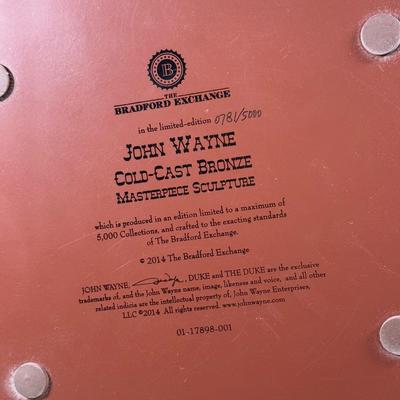 B
THE
BRADFORD EXCHANGE
in the limited-edition 0781/5000
JOHN WAYNE
COLD-CAST BRONZE
MASTERPIECE SCULPTURE
which is produced in an edition limited to a maximum of
5,000 Collections, and crafted to the exacting standards
of The Bradford Exchange.
© 2014 The Bradford Exchange
JOHN WAYNE, , DUKE and THE DUKE are the exclusive
trademarks of, and the John Wayne name, image, likeness and voice, and all other
related indicia are the intellectual property of, John Wayne Enterprises,
LLC ©2014 All rights reserved. www.johnwayne.com
01-17898-001